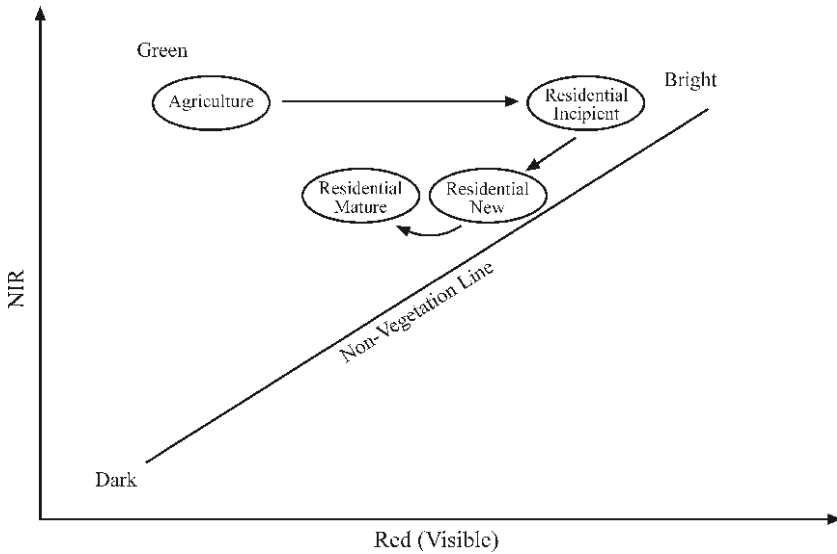 Green
Bright
Agriculture
Residential
Incipient
Residential
Mature
Residential
New
Non-Vegetation Line
NIR
Dark
Red (Visible)